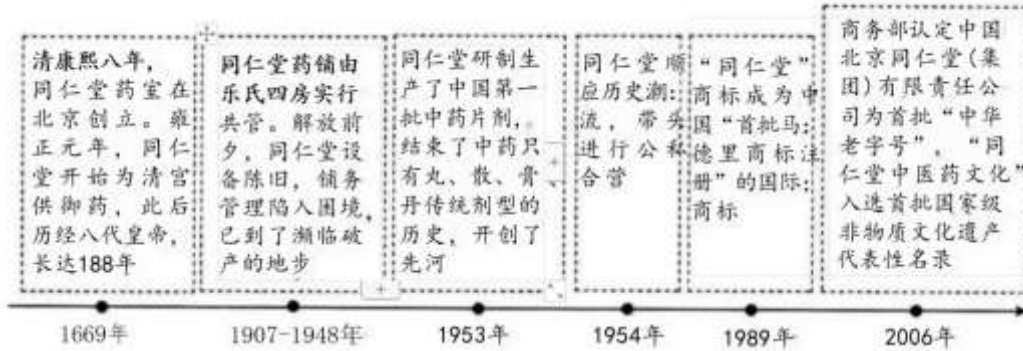 清康熙八年,
同仁堂药室在
北京创立。雍
正元年，同仁
堂开始为清宫
供御药，此后
历经八代皇帝，
长达188年
同仁堂药铺由
乐氏四房实行
共管。解放前
夕，同仁堂设
备陈旧，铺务
管理陷入困境，
已到了濒临破
产的地步
同仁堂研制生
产了中国第一
批中药片剂，
结束了中药只
有丸、散、膏、
丹传统剂型的
历史，开创了
先河
同仁堂顺
应历史潮
流，带头
进行公私
合营
“同仁堂”
商标成为中
国“首批马
德里商标注
册”的国际
商标
商务部认定中国
北京同仁堂(集
团)有限责任公
司为首批“中华
老字号”，“同
仁堂中医药文化”
入选首批国家级
非物质文化遗产
代表性名录
1669年
1907-1948年
1953年
1954年
1989年
2006年